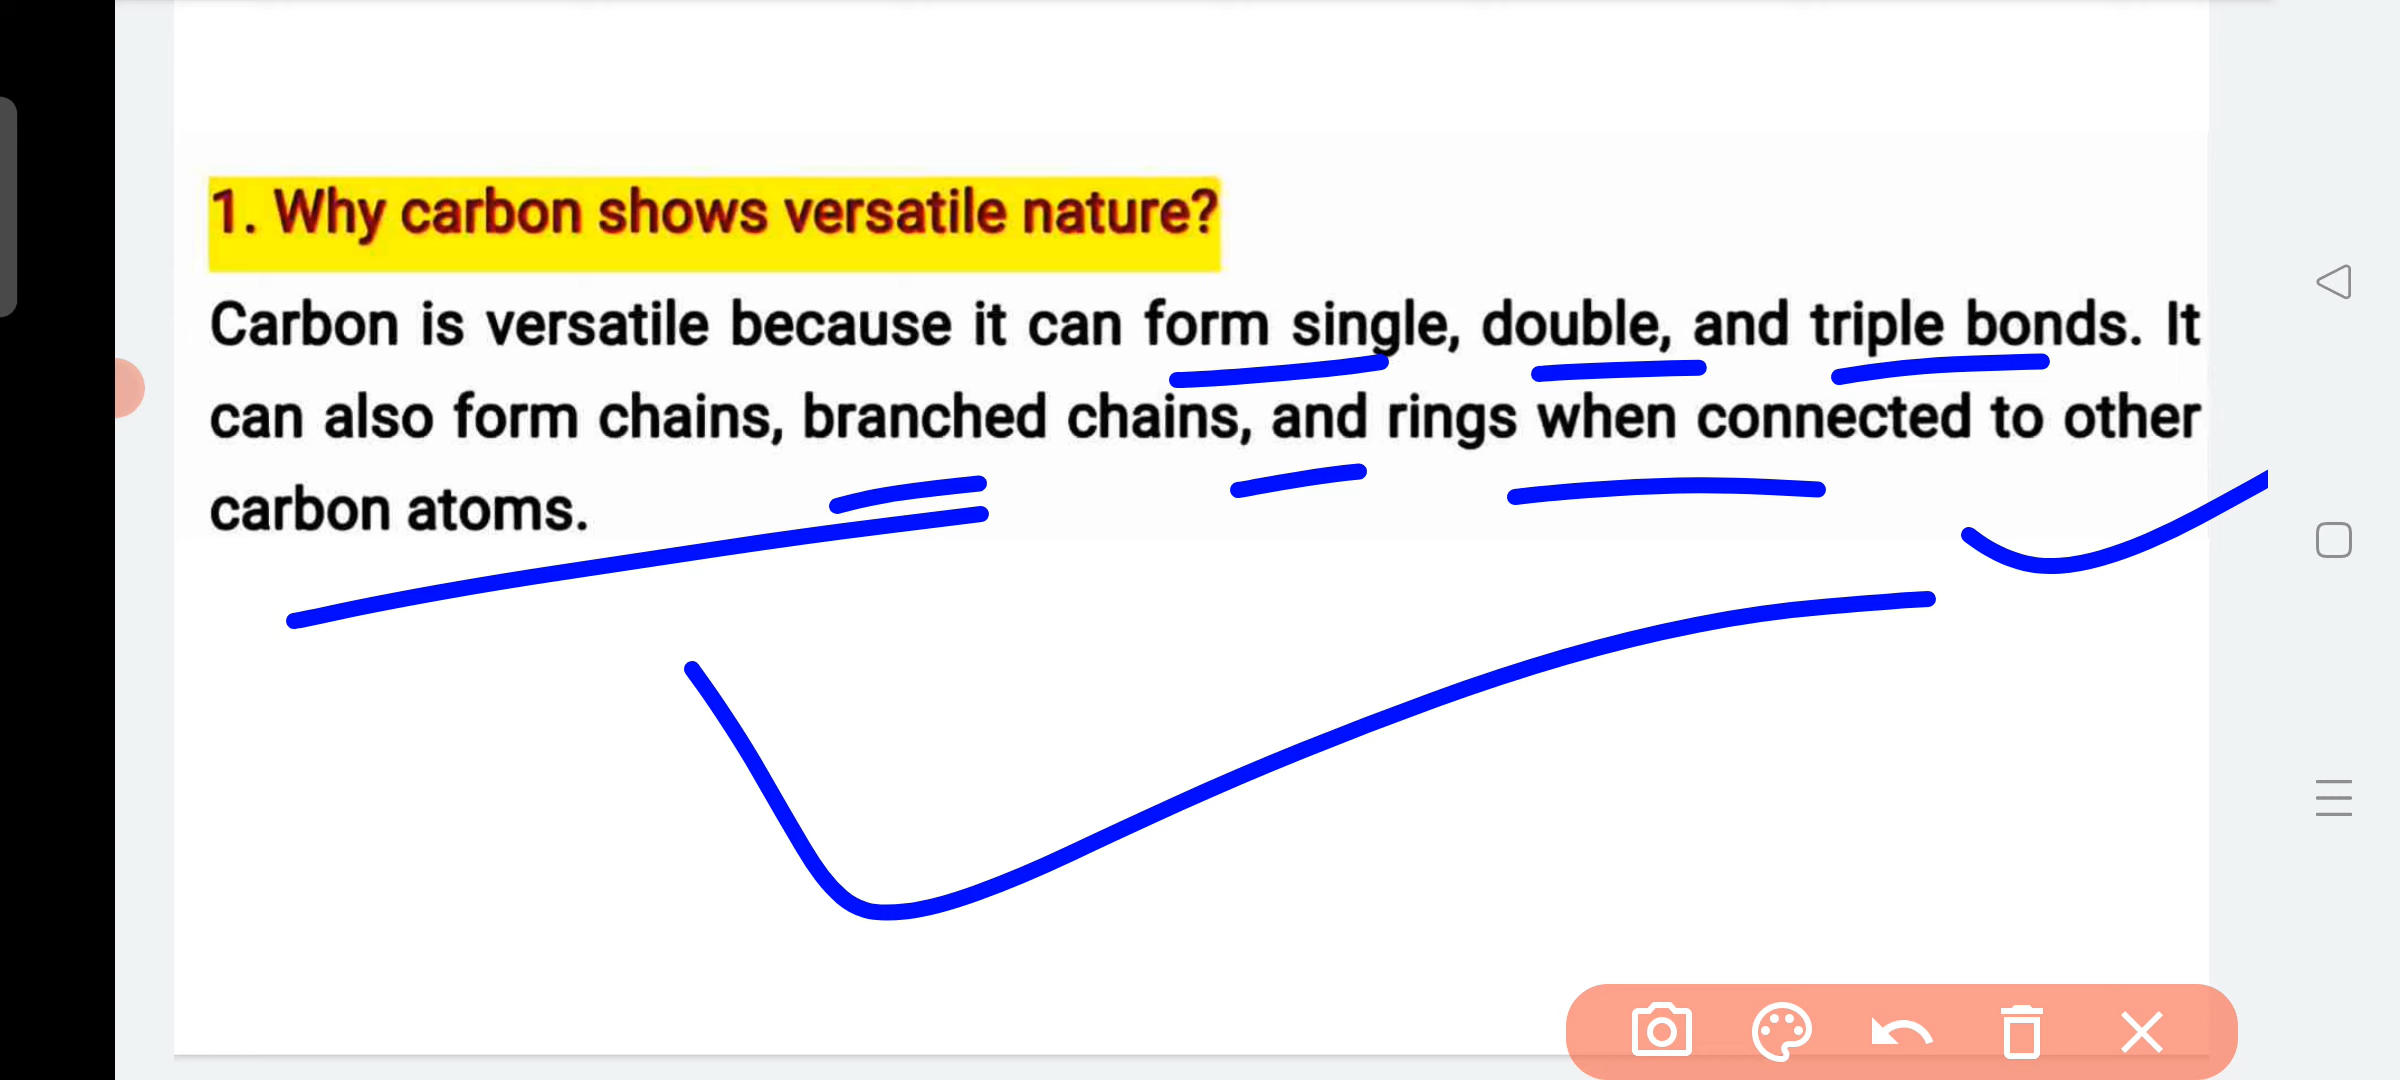 1. Why carbon shows versatile nature?
Carbon is versatile because it can form single, double, and triple bonds. It
can also form chains, branched chains, and rings when connected to other
carbon atoms.